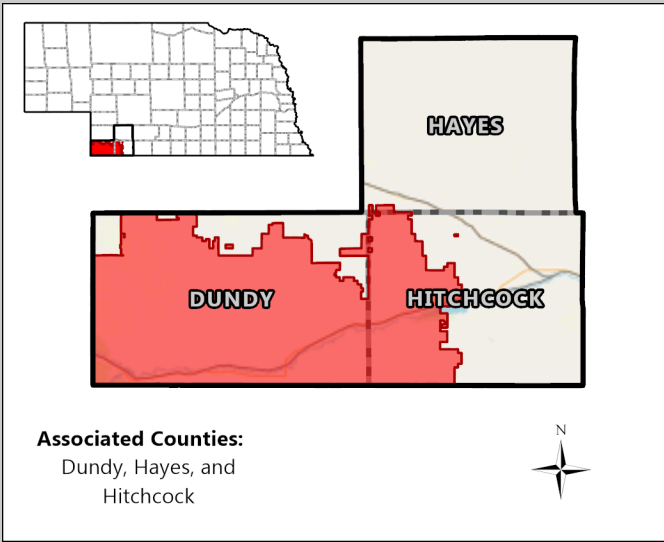 HAYES
DUNDY
HITCHCOCK
Associated Counties:
Dundy, Hayes, and
Hitchcock
N